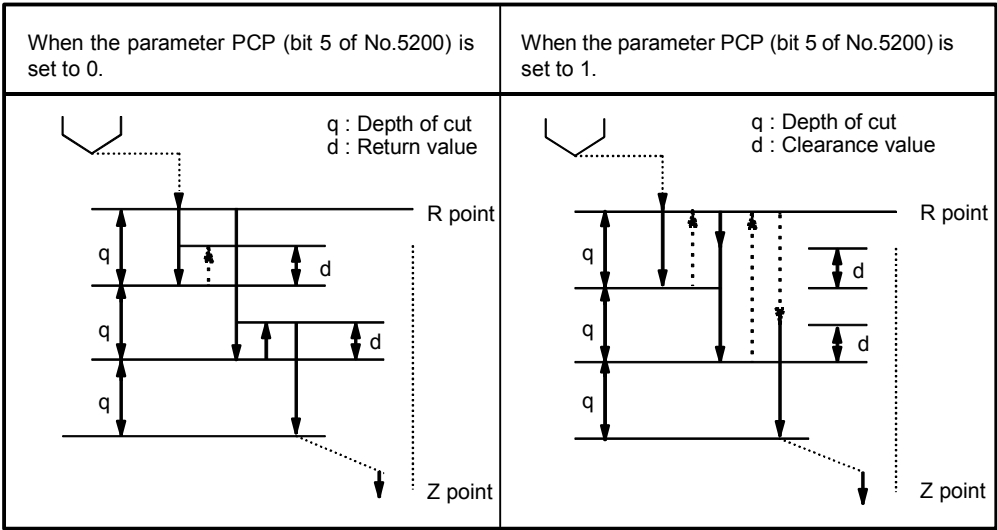 When the parameter PCP (bit 5 of No.5200) is
set to 0.
When the parameter PCP (bit 5 of No.5200) is
set to 1.
q : Depth of cut
d : Return value
R point
q
d
q
d
q
Z point
q : Depth of cut
d : Clearance value
R point
q
d
q
d
q
Z point